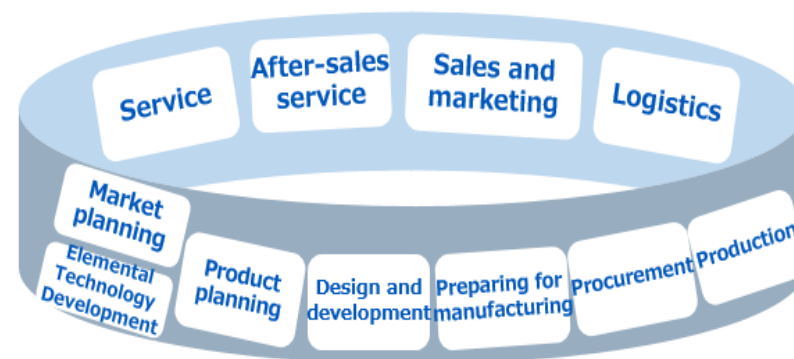 Service
After-sales
service
Sales and
marketing
Logistics
Market
planning
Elemental
Technology
Development
Product
planning
Design and
development
Preparing for
manufacturing
Procurement
Production